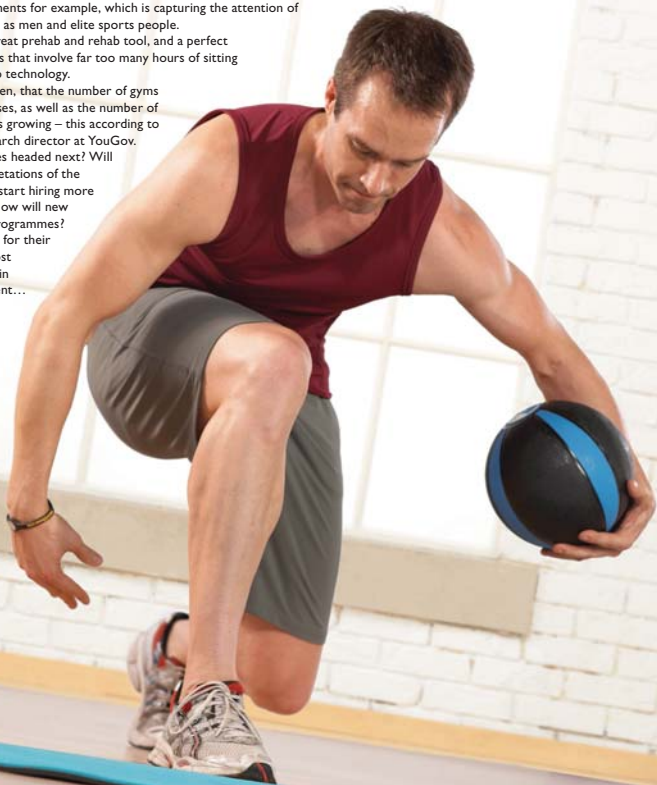 ments for example, which is capturing the attention of
as men and elite sports people.
reat prehab and rehab tool, and a perfect
s that involve far too many hours of sitting
o technology.
en, that the number of gyms
ses, as well as the number of
s growing – this according to
arch director at YouGov.
es headed next? Will
etations of the
start hiring more
ow will new
rogrammes?
for their
ost
in
nt…